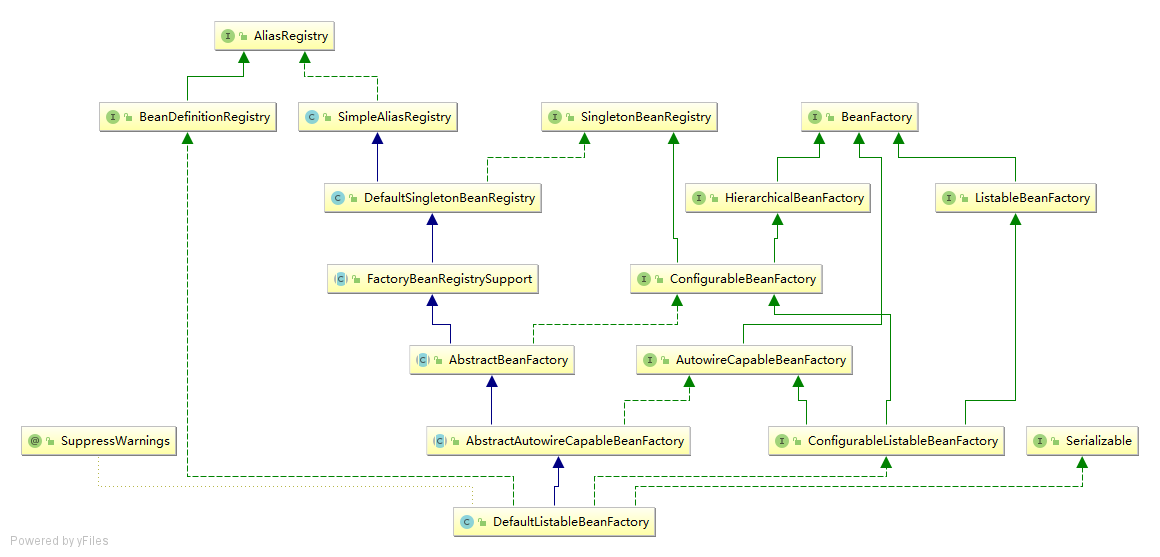 AliasRegistry
BeanDefinitionRegistry
SimpleAliasRegistry
SingletonBeanRegistry
BeanFactory
DefaultSingletonBeanRegistry
HierarchicalBeanFactory
ListableBeanFactory
FactoryBeanRegistrySupport
ConfigurableBeanFactory
AbstractBeanFactory
AutowireCapableBeanFactory
@ SuppressWarnings
AbstractAutowireCapableBeanFactory
ConfigurableListableBeanFactory
Serializable
DefaultListableBeanFactory
Powered by yFiles